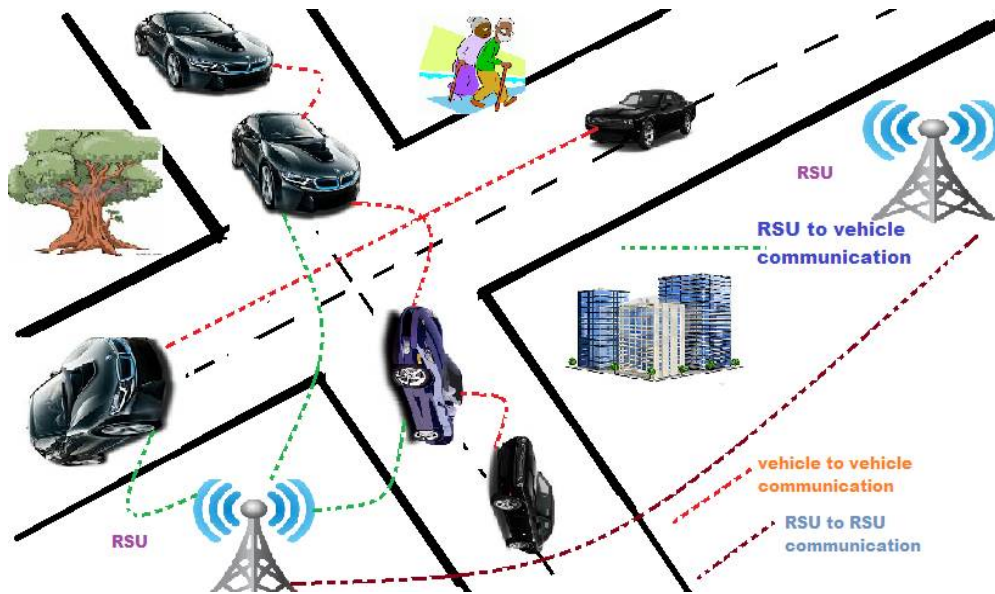 RSU
RSU to vehicle
communication
vehicle to vehicle
communication
RSU
RSU to RSU
communication